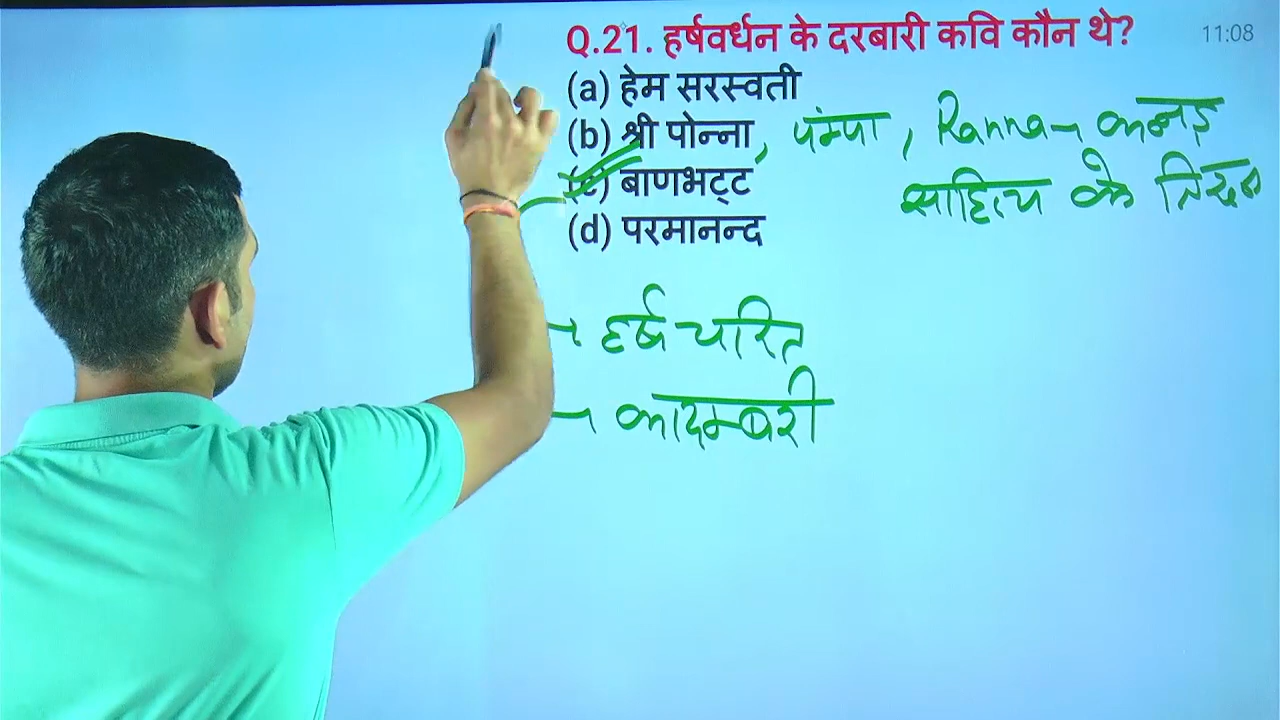 Q.21. हर्षवर्धन के दरबारी कवि कौन थे?
11:08
(a) हेम सरस्वती
(b) श्री पोन्ना, पंम्पा, Ranna → कन्नड़
साहित्य के त्रिरत्न
(c) बाणभट्ट
(d) परमानन्द
→ हर्ष चरित
→ कादम्बरी